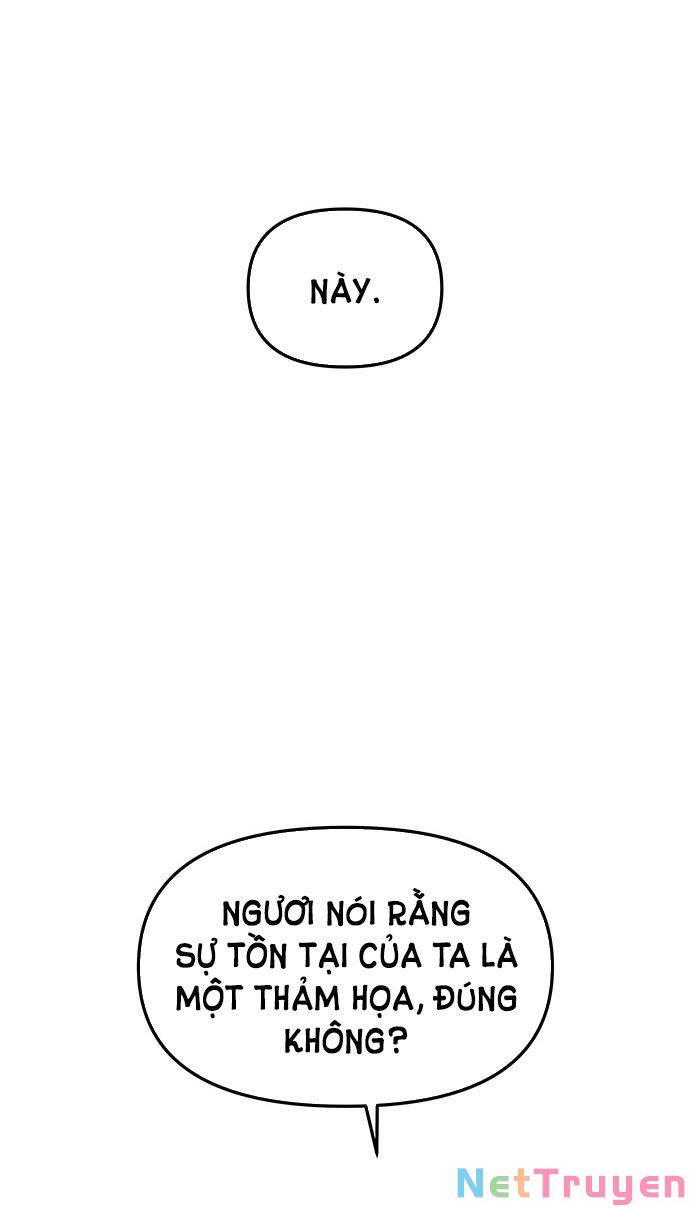 NÀY.
NGƯƠI NÓI RẰNG
SỰ TỒN TẠI CỦA TA LÀ
MỘT THẢM HỌA, ĐÚNG
KHÔNG?
NetTruyen